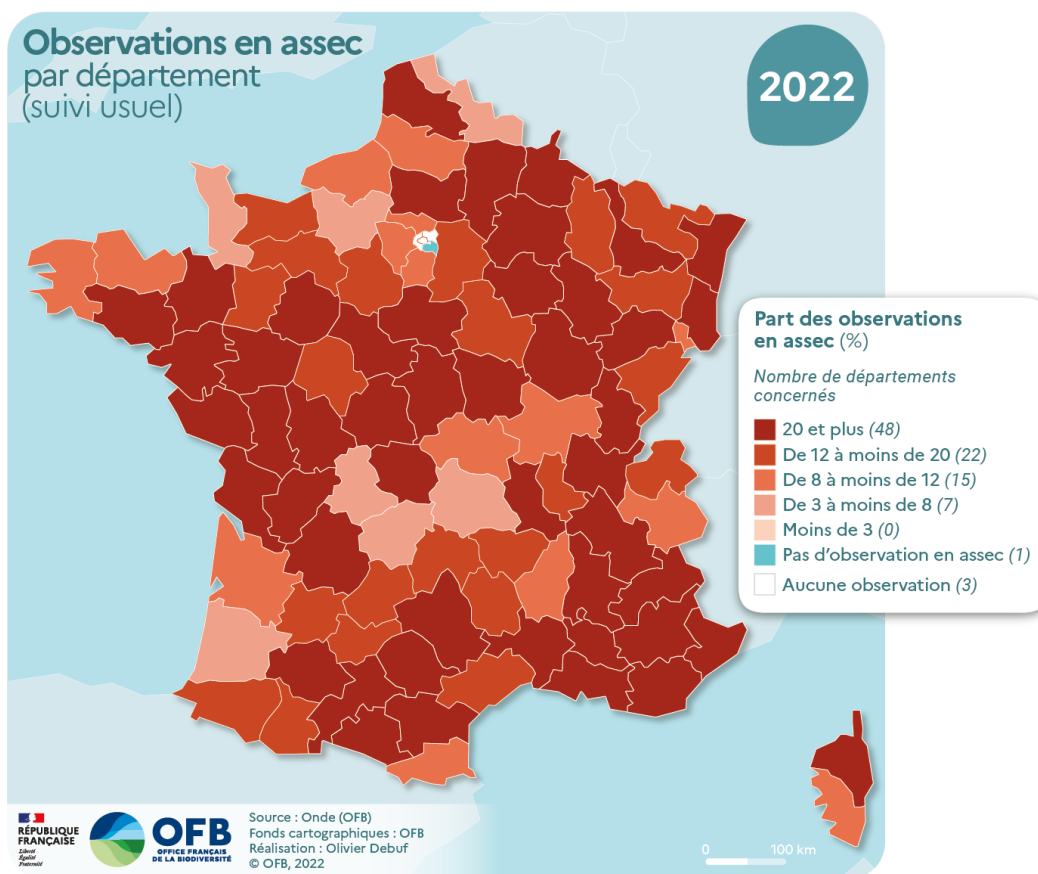 Observations en assec
par département
(suivi usuel)
2022
Part des observations
en assec (%)
Nombre de départements
concernés
20 et plus (48)
De 12 à moins de 20 (22)
De 8 à moins de 12 (15)
De 3 à moins de 8 (7)
Moins de 3 (0)
Pas d'observation en assec (1)
Aucune observation (3)
RÉPUBLIQUE
FRANÇAISE
Liberté
Égalité
Fraternité
OFB
OFFICE FRANÇAIS
DE LA BIODIVERSITÉ
Source : Onde (OFB)
Fonds cartographiques : OFB
Réalisation : Olivier Debuf
© OFB, 2022
0 100 km